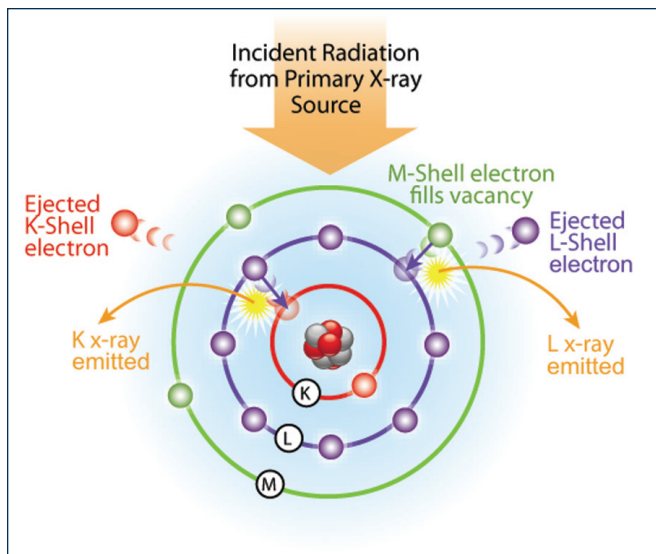 Incident Radiation
from Primary X-ray
Source
M-Shell electron
fills vacancy
Ejected
K-Shell
electron
Ejected
L-Shell
electron
K x-ray
emitted
L x-ray
emitted
K
L
M